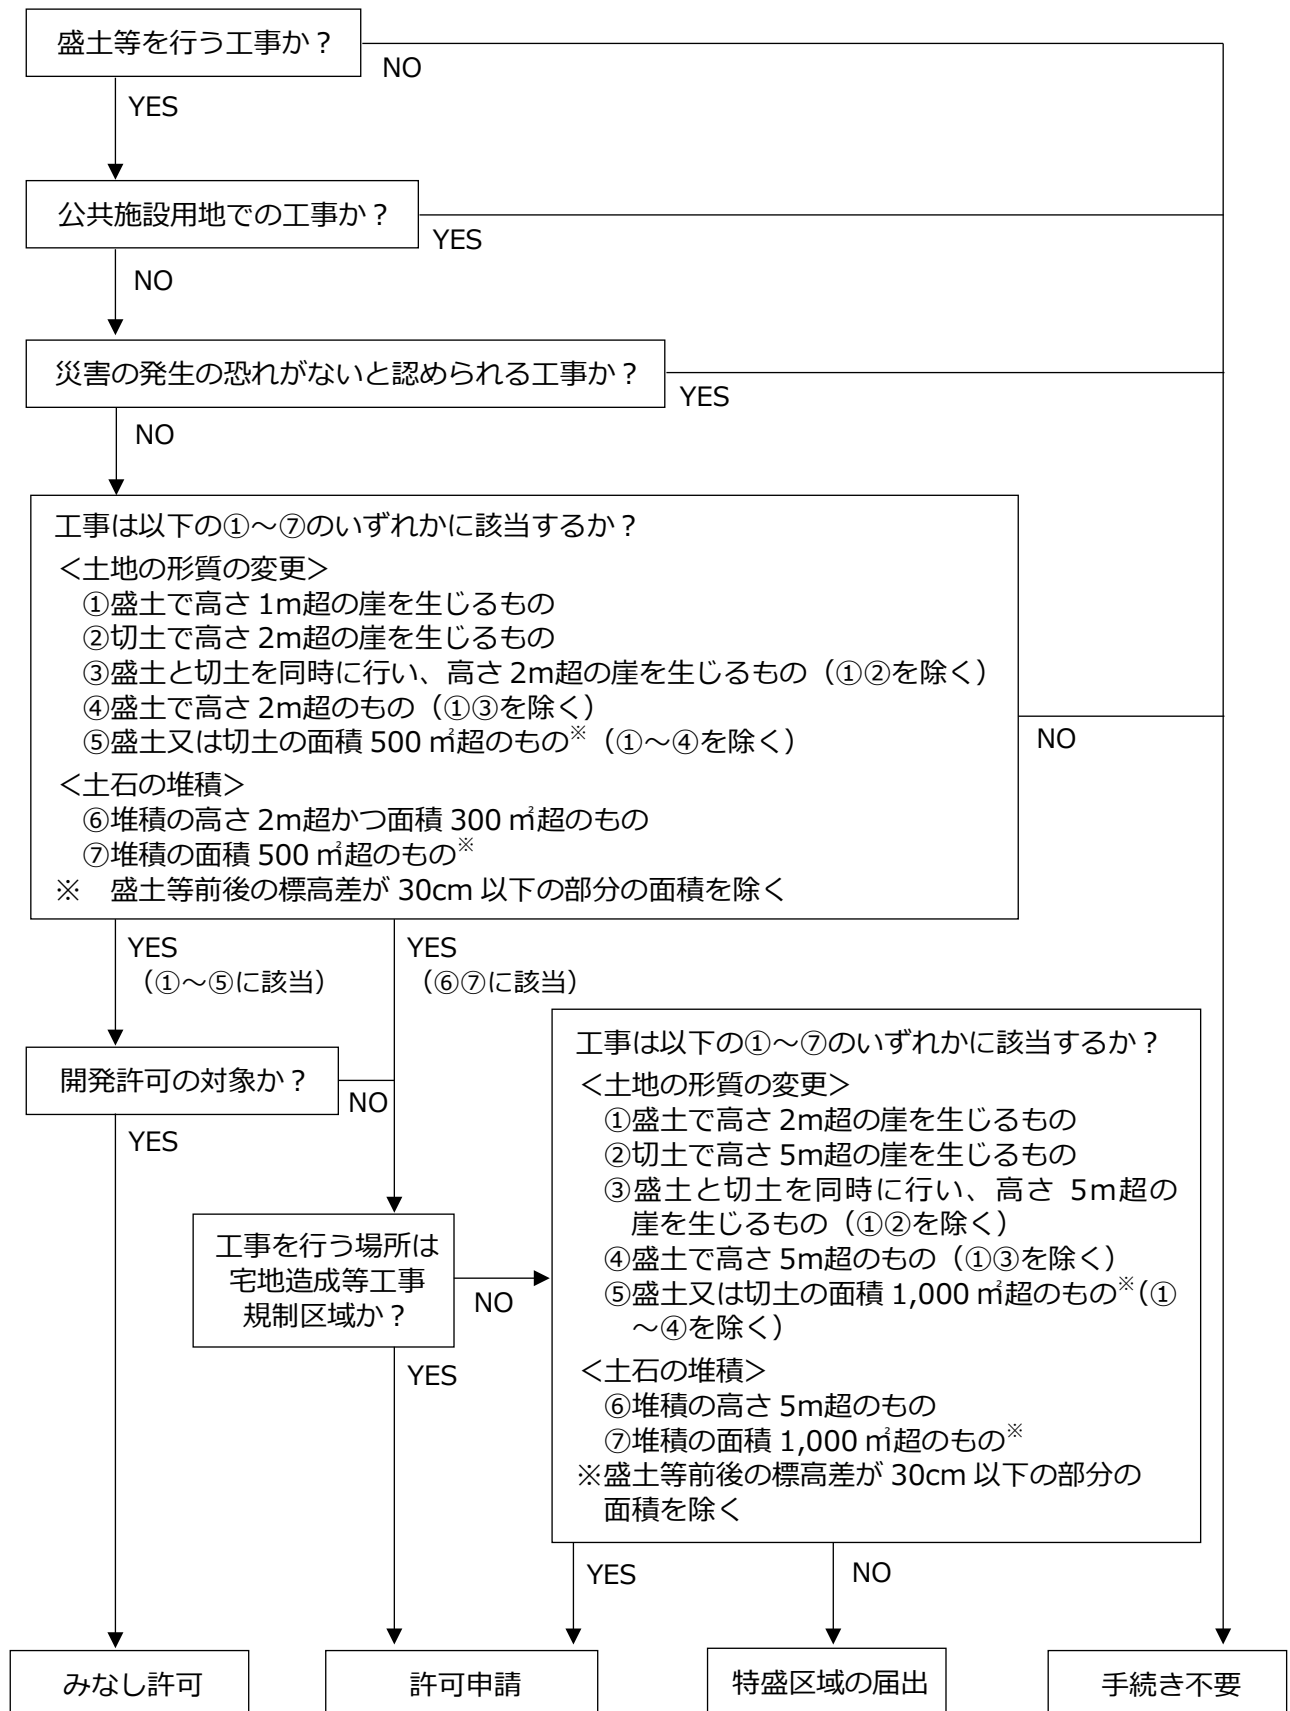 盛土等を行う工事か？
NO
YES
公共施設用地での工事か？
YES
NO
災害の発生の恐れがないと認められる工事か？
YES
NO
工事は以下の①～⑦のいずれかに該当するか？
＜土地の形質の変更＞
①盛土で高さ 1m超の崖を生じるもの
②切土で高さ 2m超の崖を生じるもの
③盛土と切土を同時に行い、高さ 2m超の崖を生じるもの（①②を除く）
④盛土で高さ 2m超のもの（①③を除く）
⑤盛土又は切土の面積 500 ㎡超のもの※（①～④を除く）
＜土石の堆積＞
⑥堆積の高さ 2m超かつ面積 300 ㎡超のもの
⑦堆積の面積 500 ㎡超のもの※
※　盛土等前後の標高差が 30cm 以下の部分の面積を除く
NO
YES
（①～⑤に該当）
YES
（⑥⑦に該当）
開発許可の対象か？
NO
YES
工事を行う場所は
宅地造成等工事
規制区域か？
NO
YES
工事は以下の①～⑦のいずれかに該当するか？
＜土地の形質の変更＞
①盛土で高さ 2m超の崖を生じるもの
②切土で高さ 5m超の崖を生じるもの
③盛土と切土を同時に行い、高さ 5m超の
崖を生じるもの（①②を除く）
④盛土で高さ 5m超のもの（①③を除く）
⑤盛土又は切土の面積 1,000 ㎡超のもの※（①
～④を除く）
＜土石の堆積＞
⑥堆積の高さ 5m超のもの
⑦堆積の面積 1,000 ㎡超のもの※
※盛土等前後の標高差が 30cm 以下の部分の
面積を除く
YES
NO
みなし許可
許可申請
特盛区域の届出
手続き不要